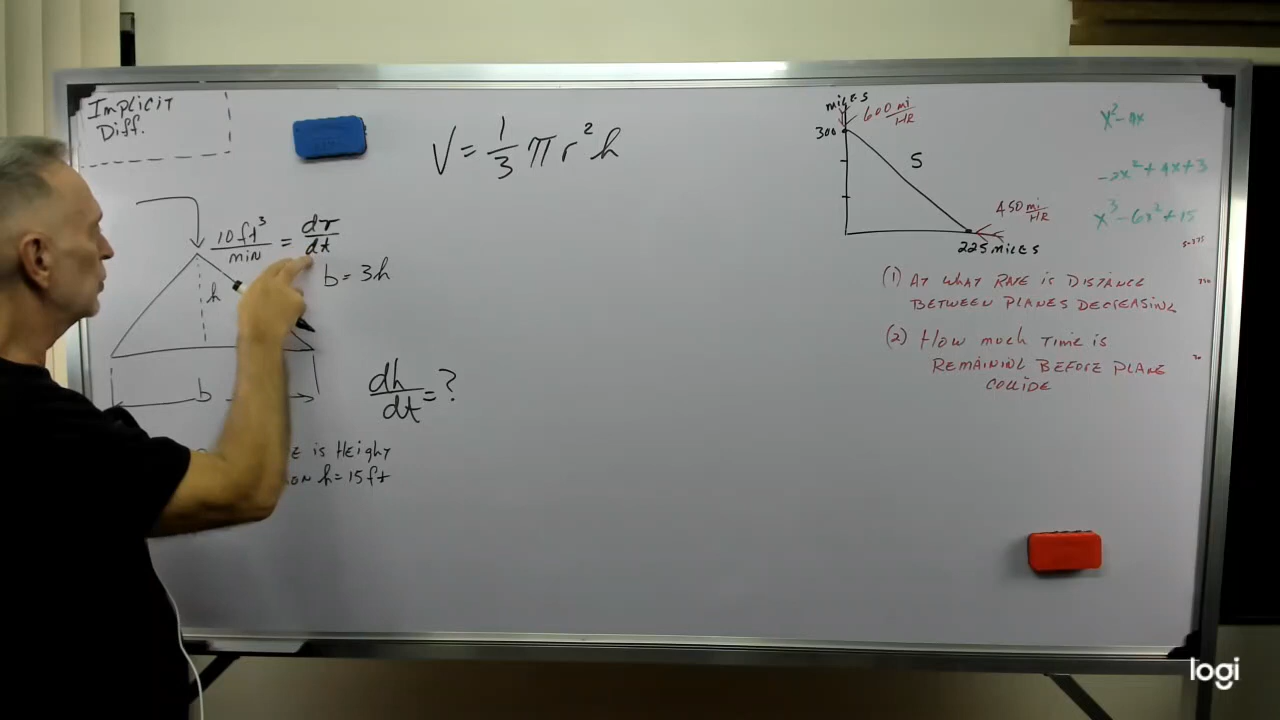 Implicit
Diff.
10 ft³/min = dr/dt
b = 3h
h
b
dh/dt = ?
is Height
h = 15 ft
V = 1/3 π r² h
miles
600 mi/HR
300
S
450 mi/HR
225 miles
(1) At what rate is distance
between planes decreasing
(2) How much time is
remaining before plane
collide
x² - 4x
-2x² + 4x + 3
x³ - 6x² + 15
logi